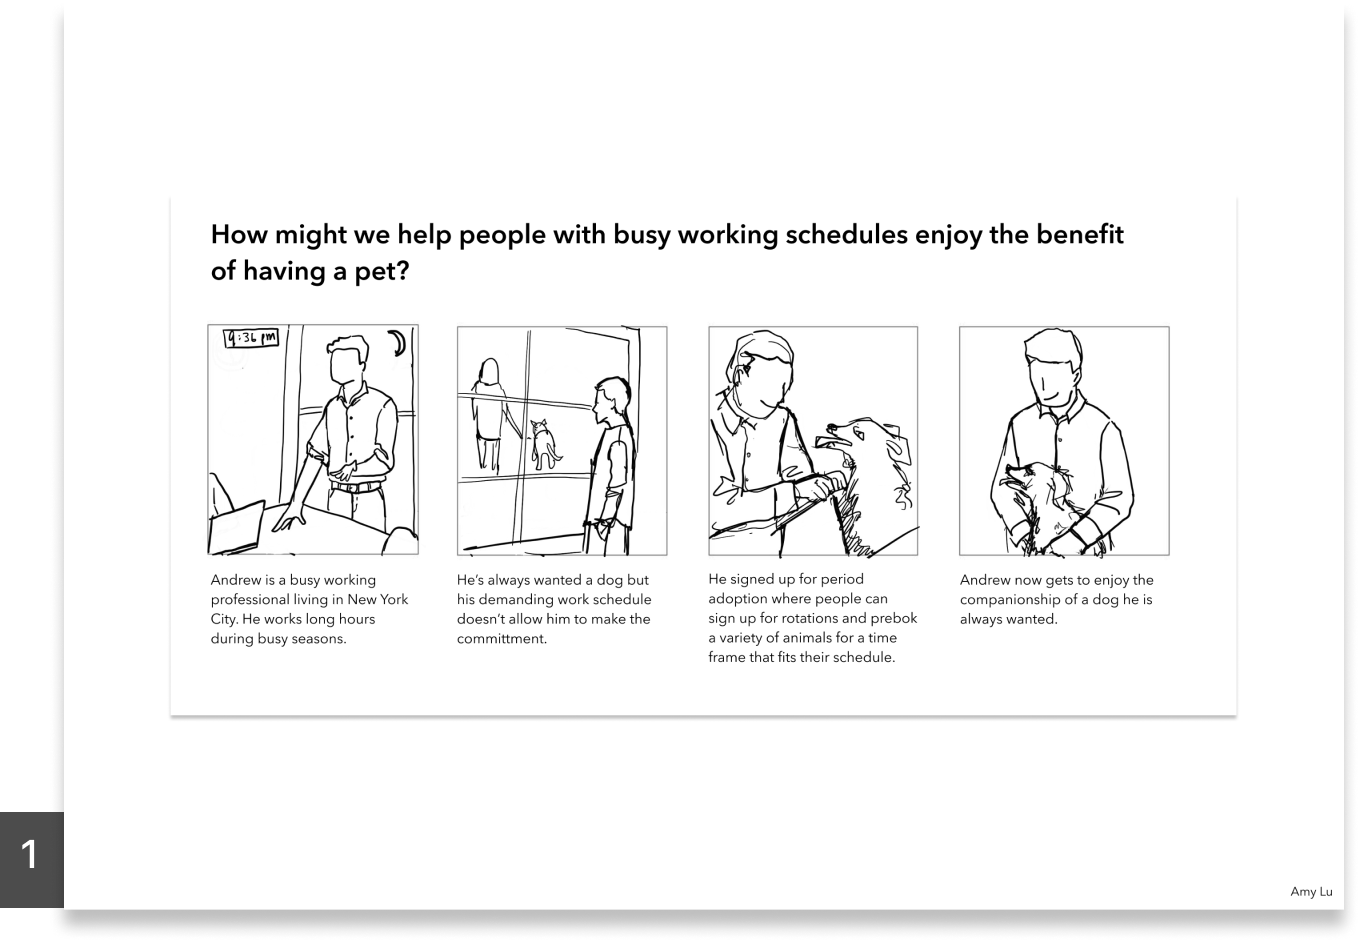 How might we help people with busy working schedules enjoy the benefit
of having a pet?
9:36 pm
Andrew is a busy working
professional living in New York
City. He works long hours
during busy seasons.
He's always wanted a dog but
his demanding work schedule
doesn't allow him to make the
committment.
He signed up for period
adoption where people can
sign up for rotations and prebok
a variety of animals for a time
frame that fits their schedule.
Andrew now gets to enjoy the
companionship of a dog he is
always wanted.
1
Amy Lu